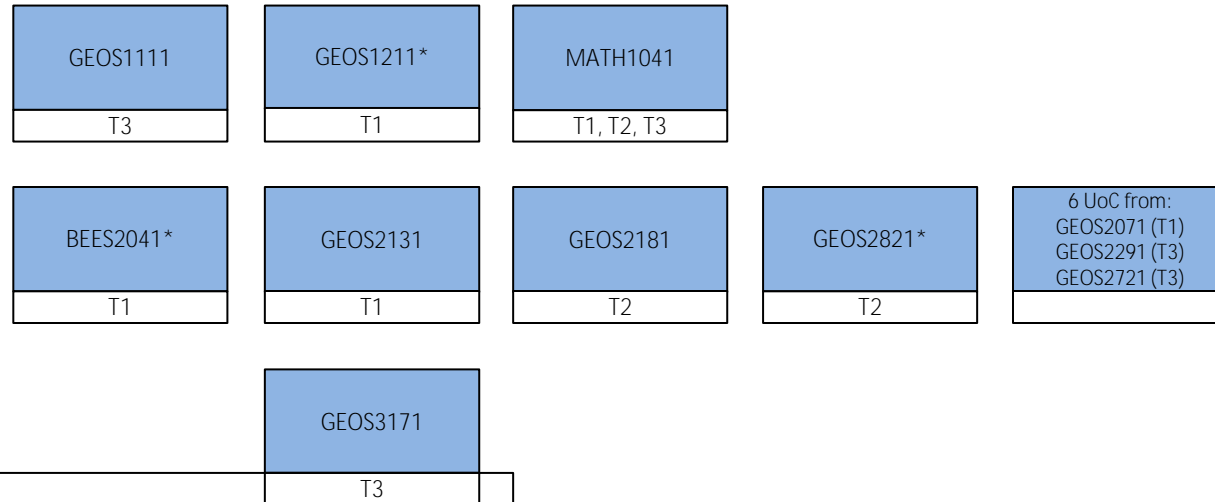 GEOS1111
T3
GEOS1211*
T1
MATH1041
T1, T2, T3
BEES2041*
T1
GEOS2131
T1
GEOS2181
T2
GEOS2821*
T2
6 UoC from:
GEOS2071 (T1)
GEOS2291 (T3)
GEOS2721 (T3)
GEOS3171
T3